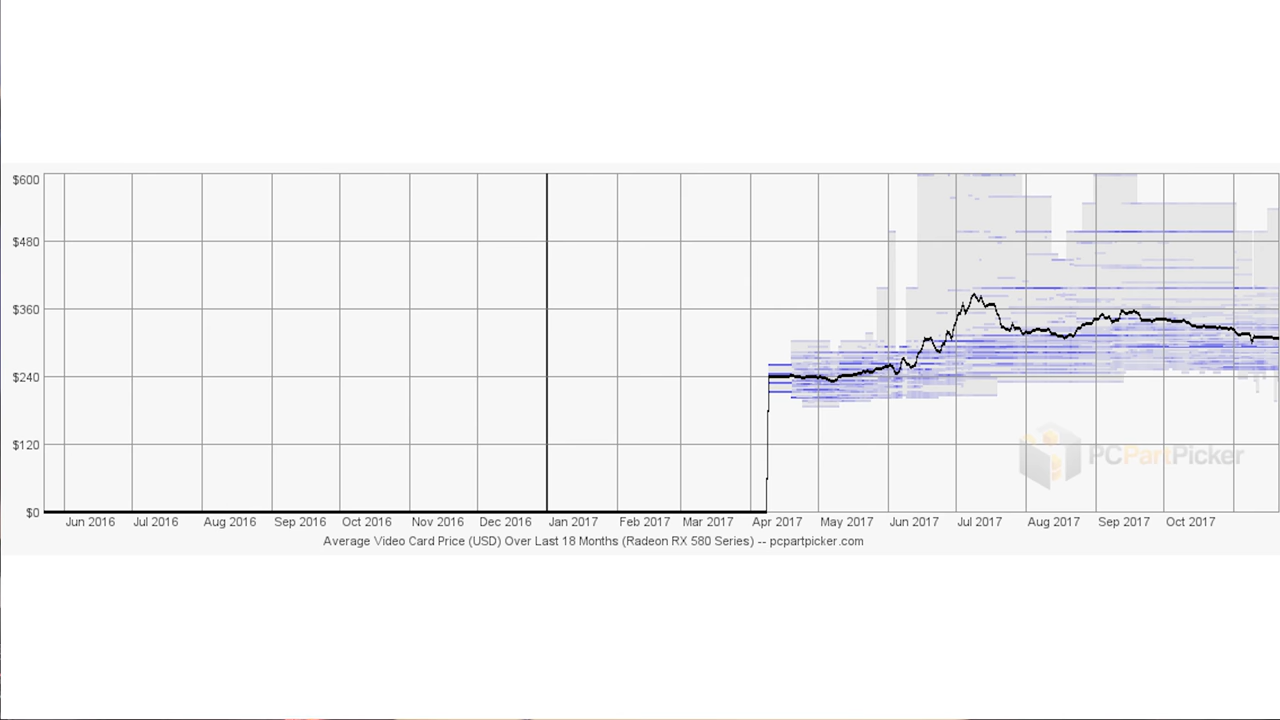 $600
$480
$360
$240
$120
$0
PCPartPicker
Jun 2016 Jul 2016 Aug 2016 Sep 2016 Oct 2016 Nov 2016 Dec 2016 Jan 2017 Feb 2017 Mar 2017 Apr 2017 May 2017 Jun 2017 Jul 2017 Aug 2017 Sep 2017 Oct 2017
Average Video Card Price (USD) Over Last 18 Months (Radeon RX 580 Series) -- pcpartpicker.com